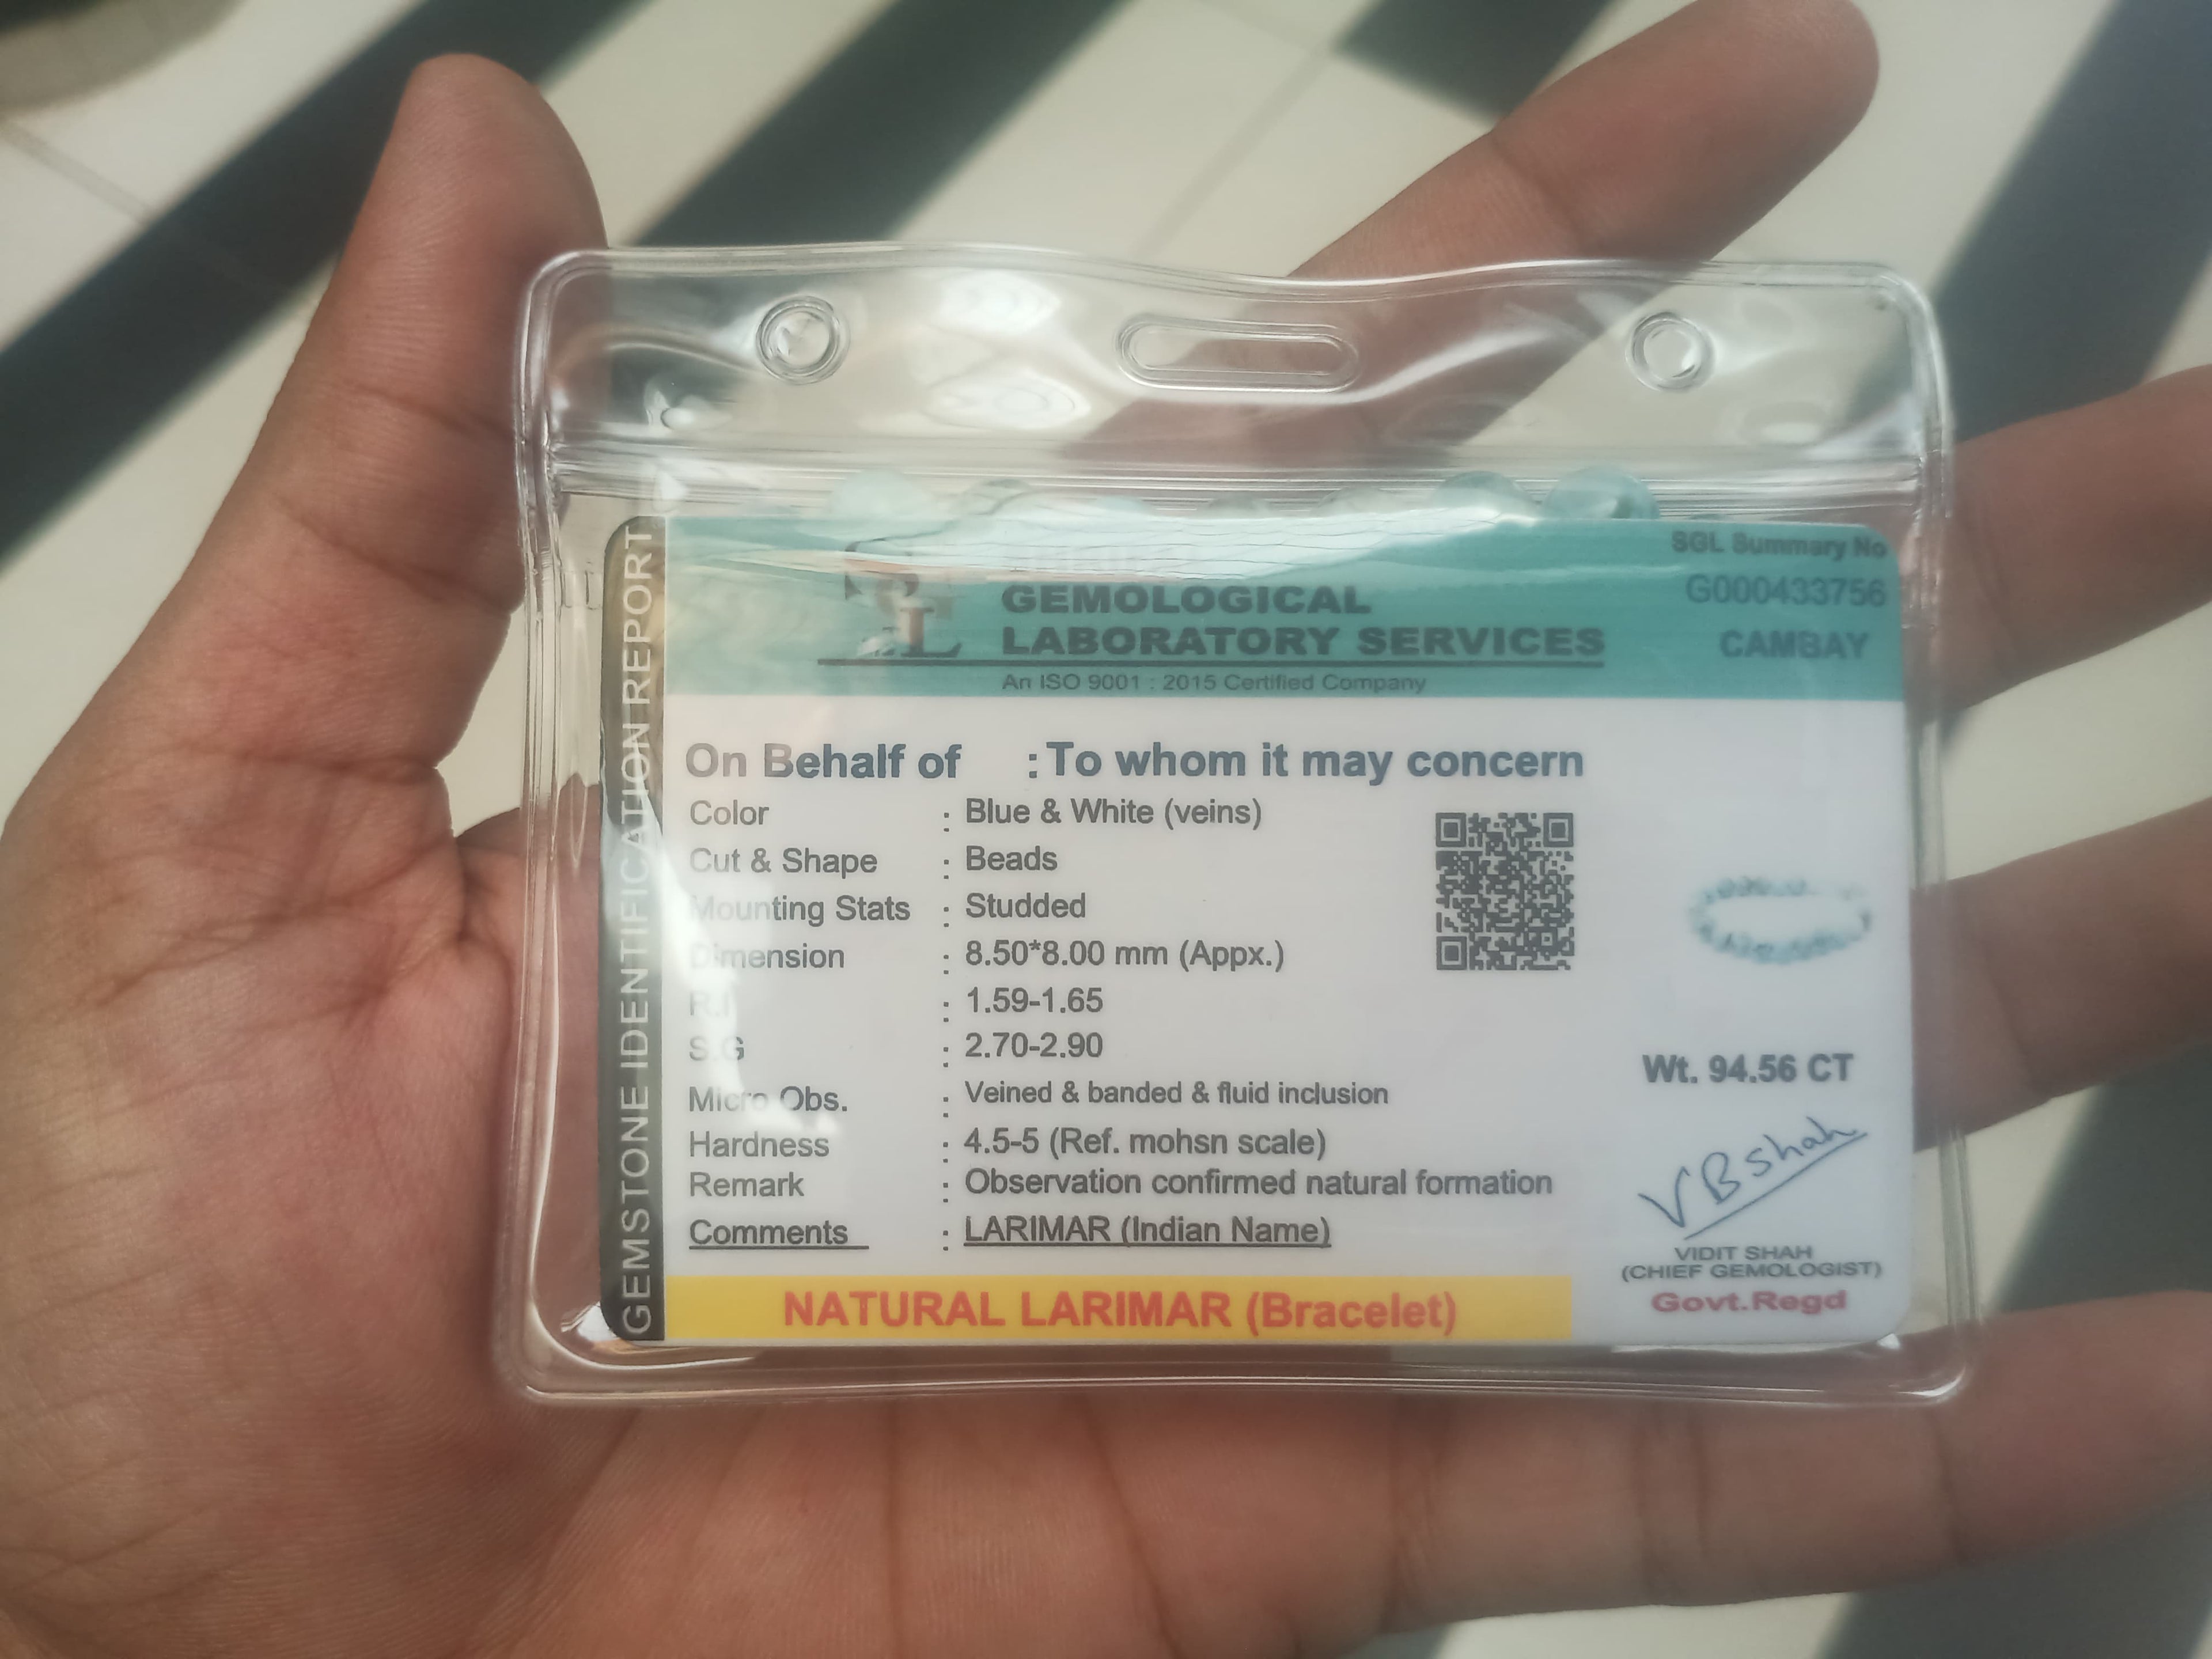 GEMSTONE IDENTIFICATION REPORT
GEMOLOGICAL
LABORATORY SERVICES
An ISO 9001 : 2015 Certified Company
SGL Summary No
G000433756
CAMBAY
On Behalf of : To whom it may concern
Color : Blue & White (veins)
Cut & Shape : Beads
Mounting Stats : Studded
Dimension : 8.50*8.00 mm (Appx.)
R.I : 1.59-1.65
S.G : 2.70-2.90
Micro Obs. : Veined & banded & fluid inclusion
Hardness : 4.5-5 (Ref. mohsn scale)
Remark : Observation confirmed natural formation
Comments : LARIMAR (Indian Name)
NATURAL LARIMAR (Bracelet)
Wt. 94.56 CT
VBshah
VIDIT SHAH
(CHIEF GEMOLOGIST)
Govt.Regd